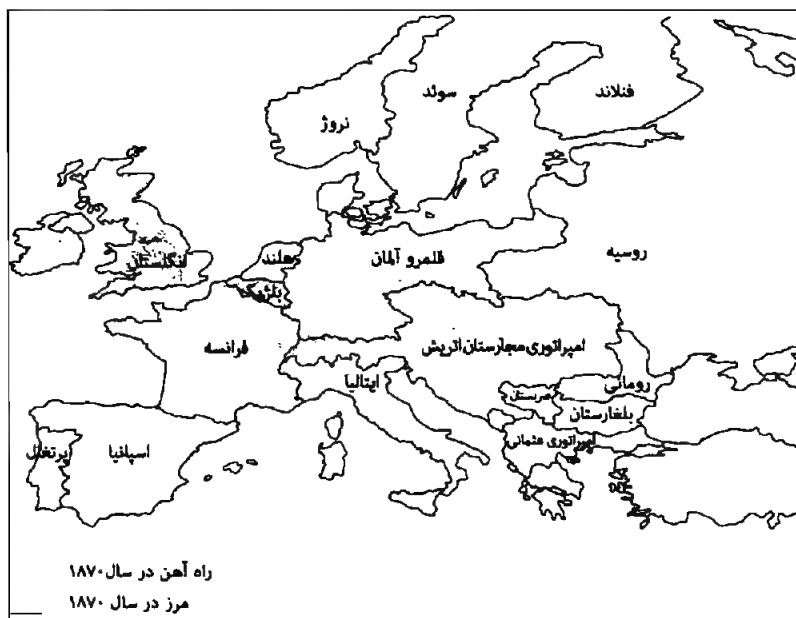 سوئد
فنلاند
نروژ
روسیه
انگلستان
هلند
قلمرو آلمان
بلژیک
فرانسه
امپراتوری مجارستان اتریش
ایتالیا
رومانی
صربستان
بلغارستان
امپراتوری عثمانی
پرتغال
اسپانیا
راه آهن در سال ۱۸۷۰
مرز در سال ۱۸۷۰